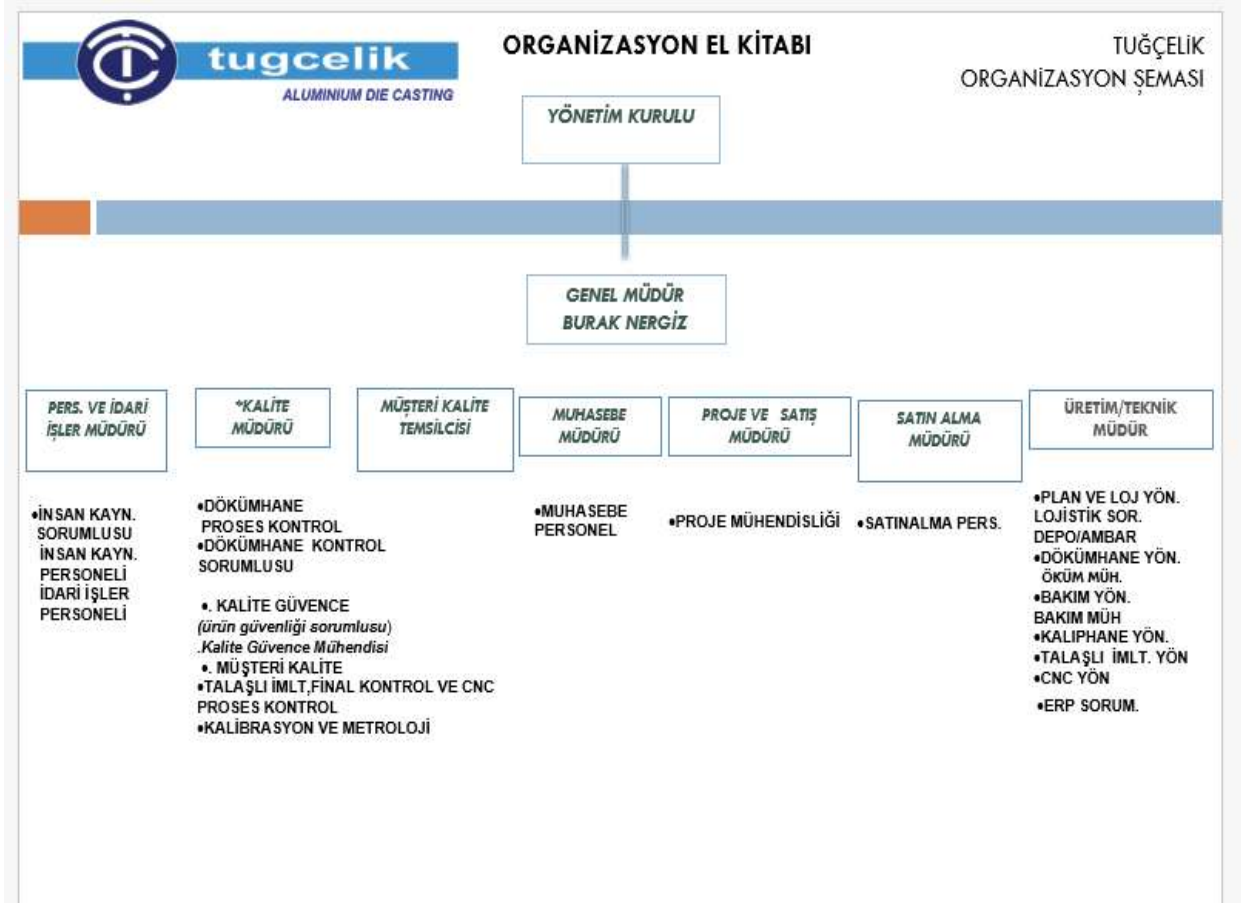 tugcelik
ALUMINIUM DIE CASTING
ORGANİZASYON EL KİTABI
TUĞÇELİK
ORGANİZASYON ŞEMASI
YÖNETİM KURULU
GENEL MÜDÜR
BURAK NERGİZ
PERS. VE İDARİ
İŞLER MÜDÜRÜ
*KALİTE
MÜDÜRÜ
MÜŞTERİ KALİTE
TEMSİLCİSİ
MUHASEBE
MÜDÜRÜ
PROJE VE SATIŞ
MÜDÜRÜ
SATIN ALMA
MÜDÜRÜ
ÜRETİM/TEKNİK
MÜDÜR
•İNSAN KAYN.
SORUMLUSU
İNSAN KAYN.
PERSONELİ
İDARİ İŞLER
PERSONELİ
•DÖKÜMHANE
PROSES KONTROL
•DÖKÜMHANE KONTROL
SORUMLUSU
•. KALİTE GÜVENCE
(ürün güvenliği sorumlusu)
.Kalite Güvence Mühendisi
•. MÜŞTERİ KALİTE
•TALAŞLI İMLT,FİNAL KONTROL VE CNC
PROSES KONTROL
•KALİBRASYON VE METROLOJİ
•MUHASEBE
PERSONEL
•PROJE MÜHENDİSLİĞİ
•SATINALMA PERS.
•PLAN VE LOJ YÖN.
LOJİSTİK SOR.
DEPO/AMBAR
•DÖKÜMHANE YÖN.
ÖKÜM MÜH.
•BAKIM YÖN.
BAKIM MÜH
•KALIPHANE YÖN.
•TALAŞLI İMLT. YÖN
•CNC YÖN
•ERP SORUM.